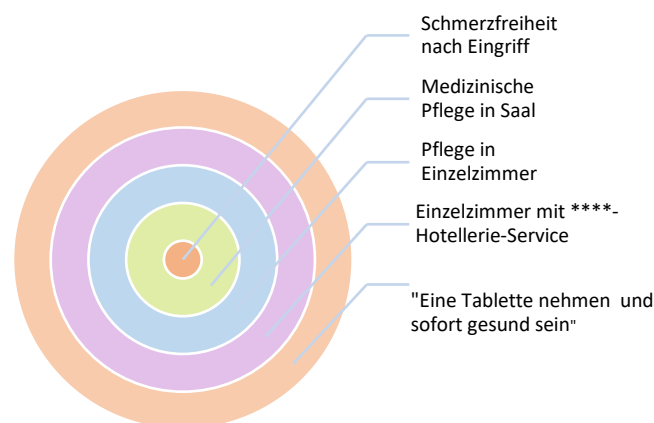 Schmerzfreiheit
nach Eingriff
Medizinische
Pflege in Saal
Pflege in
Einzelzimmer
Einzelzimmer mit ****-
Hotellerie-Service
"Eine Tablette nehmen und
sofort gesund sein"